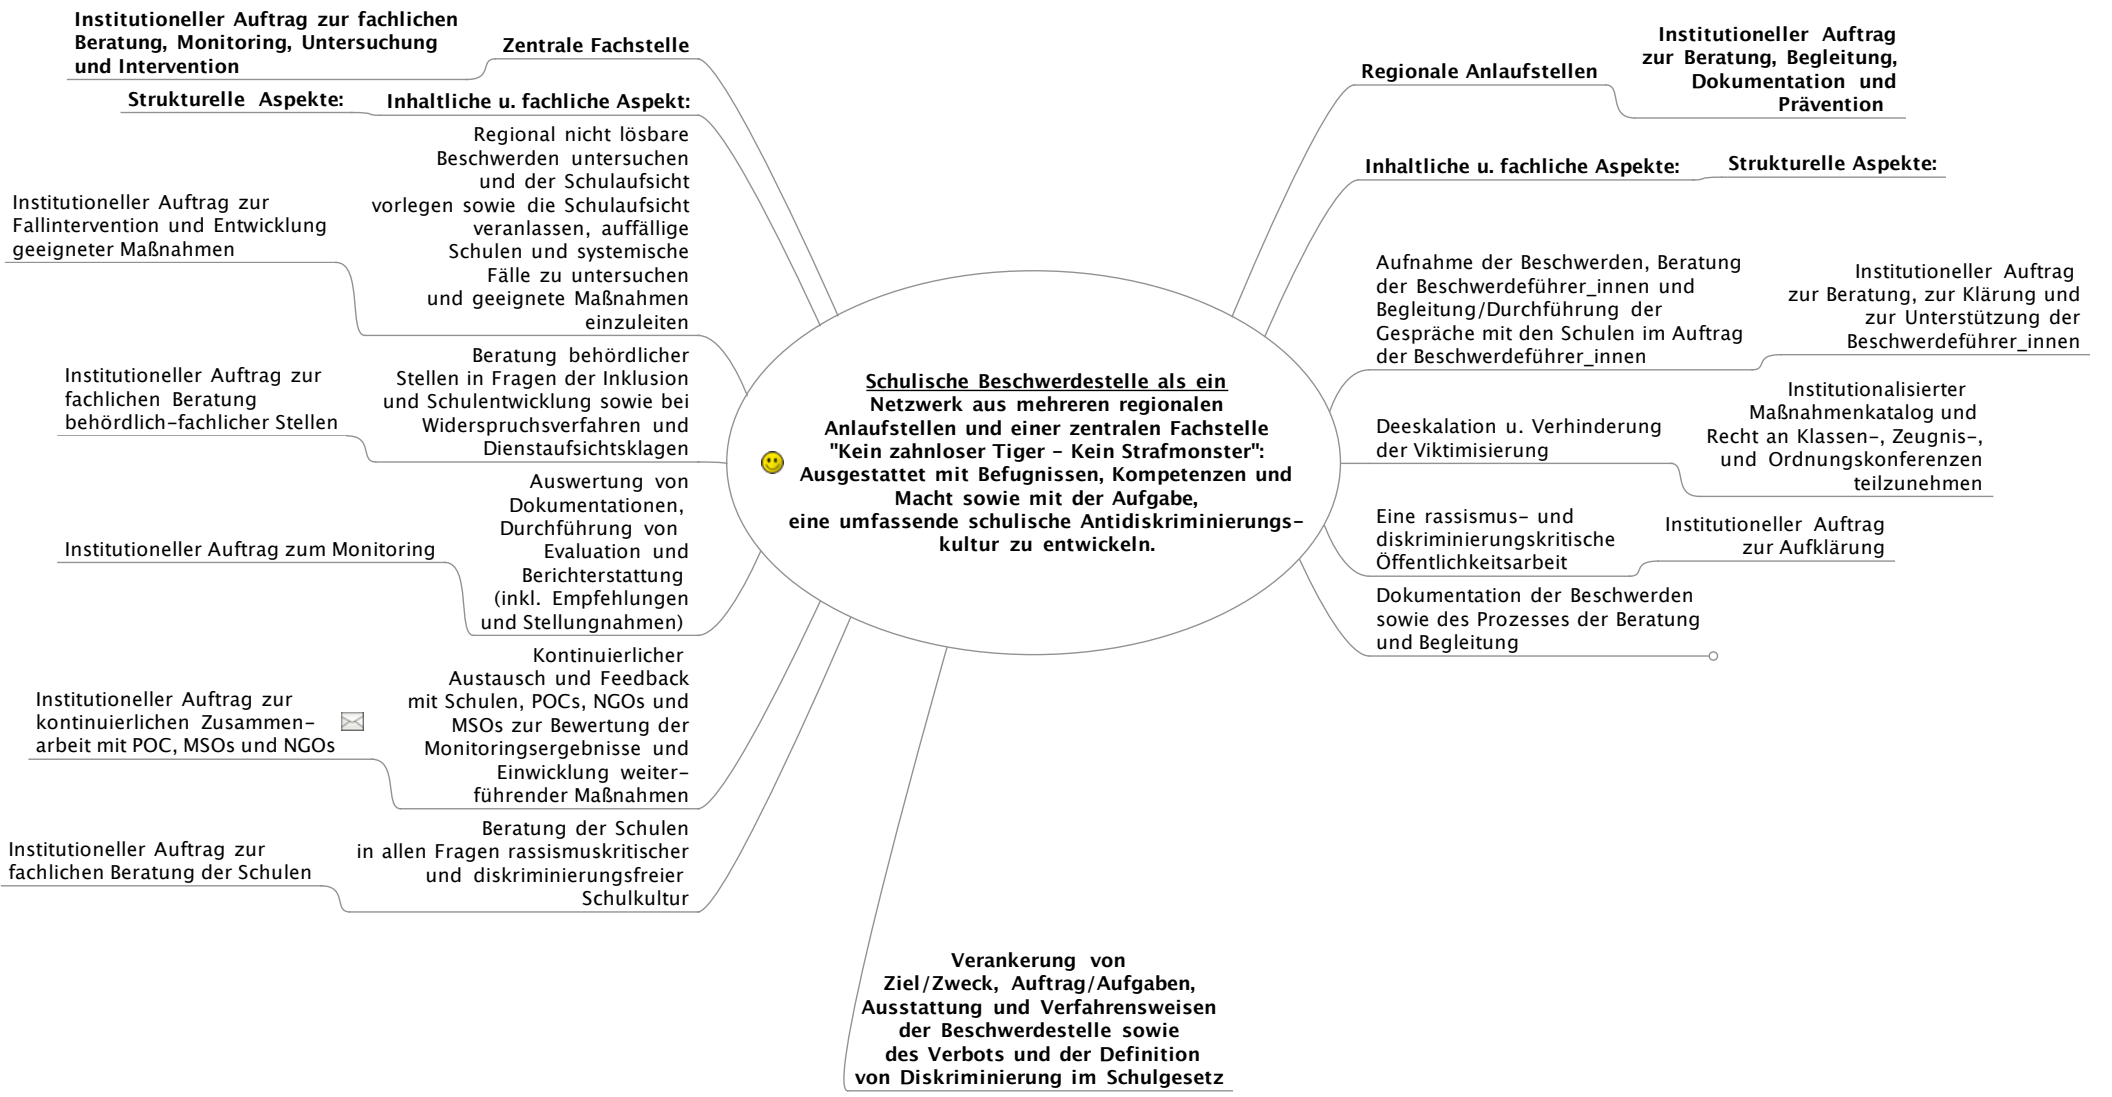 Institutioneller Auftrag zur fachlichen
Beratung, Monitoring, Untersuchung
und Intervention
Zentrale Fachstelle
Strukturelle Aspekte:
Inhaltliche u. fachliche Aspekt:
Regional nicht lösbare
Beschwerden untersuchen
und der Schulaufsicht
vorlegen sowie die Schulaufsicht
veranlassen, auffällige
Schulen und systemische
Fälle zu untersuchen
und geeignete Maßnahmen
einzuleiten
Institutioneller Auftrag zur
Fallintervention und Entwicklung
geeigneter Maßnahmen
Beratung behördlicher
Stellen in Fragen der Inklusion
und Schulentwicklung sowie bei
Widerspruchsverfahren und
Dienstaufsichtsklagen
Institutioneller Auftrag zur
fachlichen Beratung
behördlich-fachlicher Stellen
Auswertung von
Dokumentationen,
Durchführung von
Evaluation und
Berichterstattung
(inkl. Empfehlungen
und Stellungnahmen)
Institutioneller Auftrag zum Monitoring
Kontinuierlicher
Austausch und Feedback
mit Schulen, POCs, NGOs und
MSOs zur Bewertung der
Monitoringsergebnisse und
Einwicklung weiter-
führender Maßnahmen
Institutioneller Auftrag zur
kontinuierlichen Zusammen-
arbeit mit POC, MSOs und NGOs
Beratung der Schulen
in allen Fragen rassismuskritischer
und diskriminierungsfreier
Schulkultur
Institutioneller Auftrag zur
fachlichen Beratung der Schulen
Schulische Beschwerdestelle als ein
Netzwerk aus mehreren regionalen
Anlaufstellen und einer zentralen Fachstelle
"Kein zahnloser Tiger - Kein Strafmonster":
Ausgestattet mit Befugnissen, Kompetenzen und
Macht sowie mit der Aufgabe,
eine umfassende schulische Antidiskriminierungs-
kultur zu entwickeln.
Regionale Anlaufstellen
Institutioneller Auftrag
zur Beratung, Begleitung,
Dokumentation und
Prävention
Inhaltliche u. fachliche Aspekte:
Strukturelle Aspekte:
Aufnahme der Beschwerden, Beratung
der Beschwerdeführer_innen und
Begleitung/Durchführung der
Gespräche mit den Schulen im Auftrag
der Beschwerdeführer_innen
Institutioneller Auftrag
zur Beratung, zur Klärung und
zur Unterstützung der
Beschwerdeführer_innen
Deeskalation u. Verhinderung
der Viktimisierung
Institutionalisierter
Maßnahmenkatalog und
Recht an Klassen-, Zeugnis-,
und Ordnungskonferenzen
teilzunehmen
Eine rassismus- und
diskriminierungskritische
Öffentlichkeitsarbeit
Institutioneller Auftrag
zur Aufklärung
Dokumentation der Beschwerden
sowie des Prozesses der Beratung
und Begleitung
Verankerung von
Ziel/Zweck, Auftrag/Aufgaben,
Ausstattung und Verfahrensweisen
der Beschwerdestelle sowie
des Verbots und der Definition
von Diskriminierung im Schulgesetz